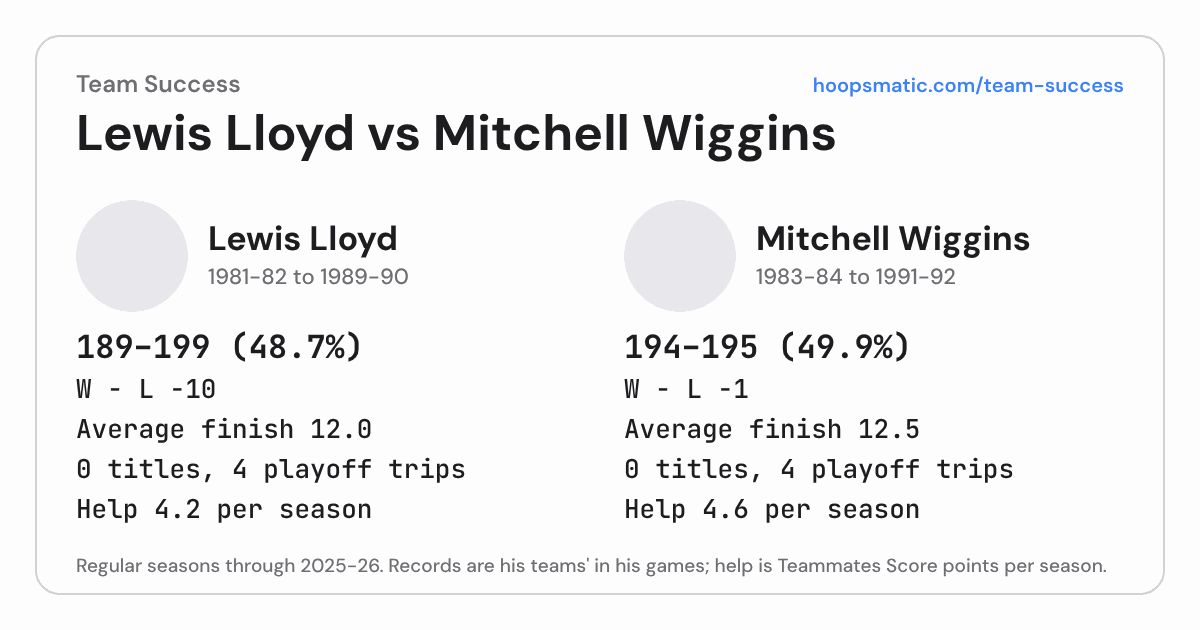 Team Success
hoopsmatic.com/team-success
Lewis Lloyd vs Mitchell Wiggins
Lewis Lloyd
1981-82 to 1989-90
189–199 (48.7%)
W - L -10
Average finish 12.0
0 titles, 4 playoff trips
Help 4.2 per season
Mitchell Wiggins
1983-84 to 1991-92
194–195 (49.9%)
W - L -1
Average finish 12.5
0 titles, 4 playoff trips
Help 4.6 per season
Regular seasons through 2025-26. Records are his teams' in his games; help is Teammates Score points per season.